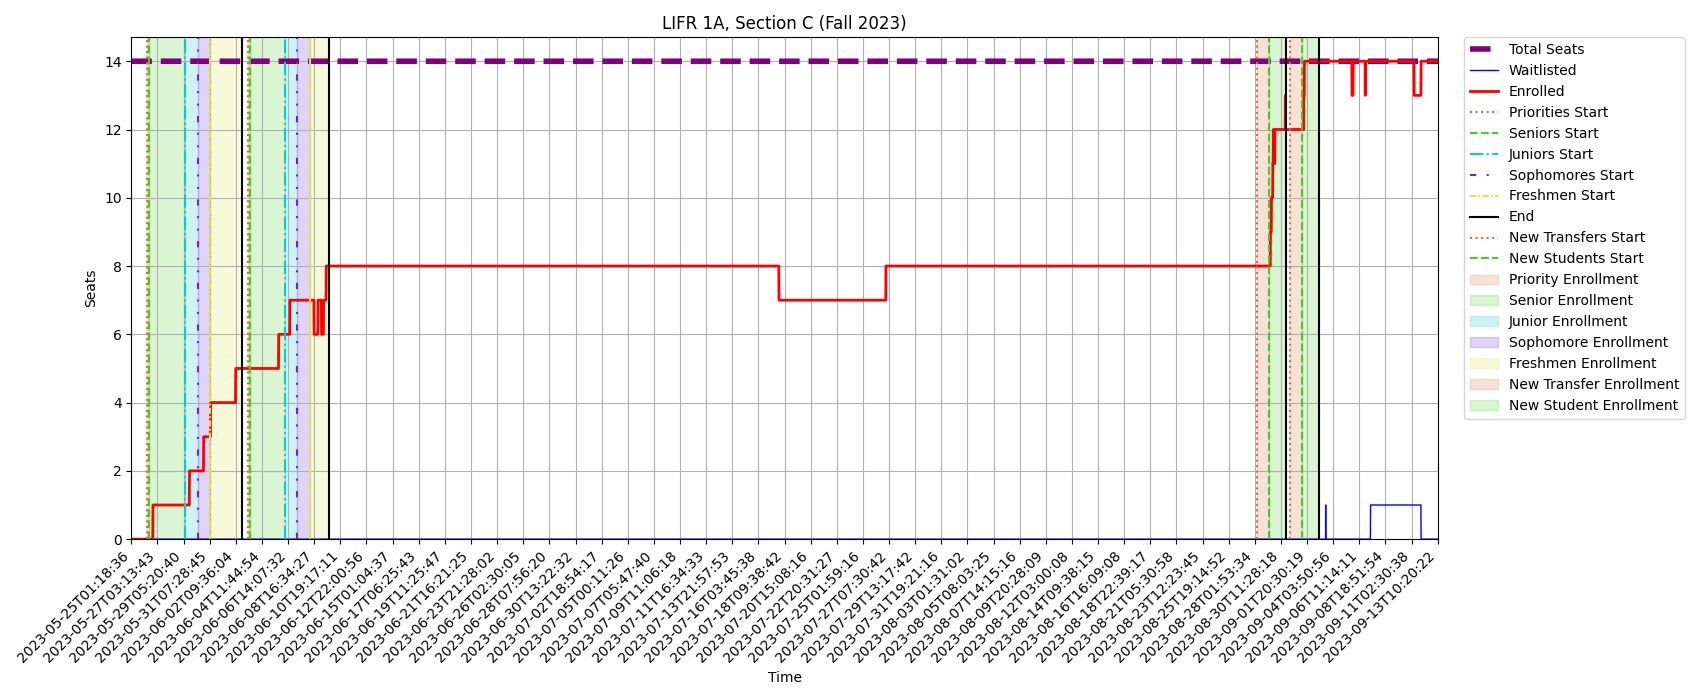 LIFR 1A, Section C (Fall 2023)
Seats
14
12
10
8
6
4
2
0
2023-05-25T01:18:36
2023-05-27T03:13:43
2023-05-29T05:20:40
2023-05-31T07:28:45
2023-06-02T09:36:04
2023-06-04T11:44:54
2023-06-06T14:07:32
2023-06-08T16:34:27
2023-06-10T19:17:11
2023-06-12T22:00:56
2023-06-15T01:04:37
2023-06-17T06:25:43
2023-06-19T11:25:47
2023-06-21T16:21:25
2023-06-23T21:28:02
2023-06-26T02:30:05
2023-06-28T07:56:20
2023-06-30T13:22:32
2023-07-02T18:54:17
2023-07-05T00:11:26
2023-07-07T05:47:40
2023-07-09T11:06:18
2023-07-11T16:34:33
2023-07-13T21:57:53
2023-07-16T03:45:38
2023-07-18T09:38:42
2023-07-20T15:08:16
2023-07-22T20:31:27
2023-07-25T01:59:16
2023-07-27T07:30:42
2023-07-29T13:17:42
2023-07-31T19:21:16
2023-08-03T01:31:02
2023-08-05T08:03:25
2023-08-07T14:15:16
2023-08-09T20:28:09
2023-08-12T03:00:08
2023-08-14T09:38:15
2023-08-16T16:09:08
2023-08-18T22:39:17
2023-08-21T05:30:58
2023-08-23T12:23:45
2023-08-25T19:14:52
2023-08-28T01:53:34
2023-08-30T11:28:18
2023-09-01T20:30:19
2023-09-04T03:50:56
2023-09-06T11:14:11
2023-09-08T18:51:54
2023-09-11T02:30:38
2023-09-13T10:20:22
Time
Total Seats
Waitlisted
Enrolled
Priorities Start
Seniors Start
Juniors Start
Sophomores Start
Freshmen Start
End
New Transfers Start
New Students Start
Priority Enrollment
Senior Enrollment
Junior Enrollment
Sophomore Enrollment
Freshmen Enrollment
New Transfer Enrollment
New Student Enrollment